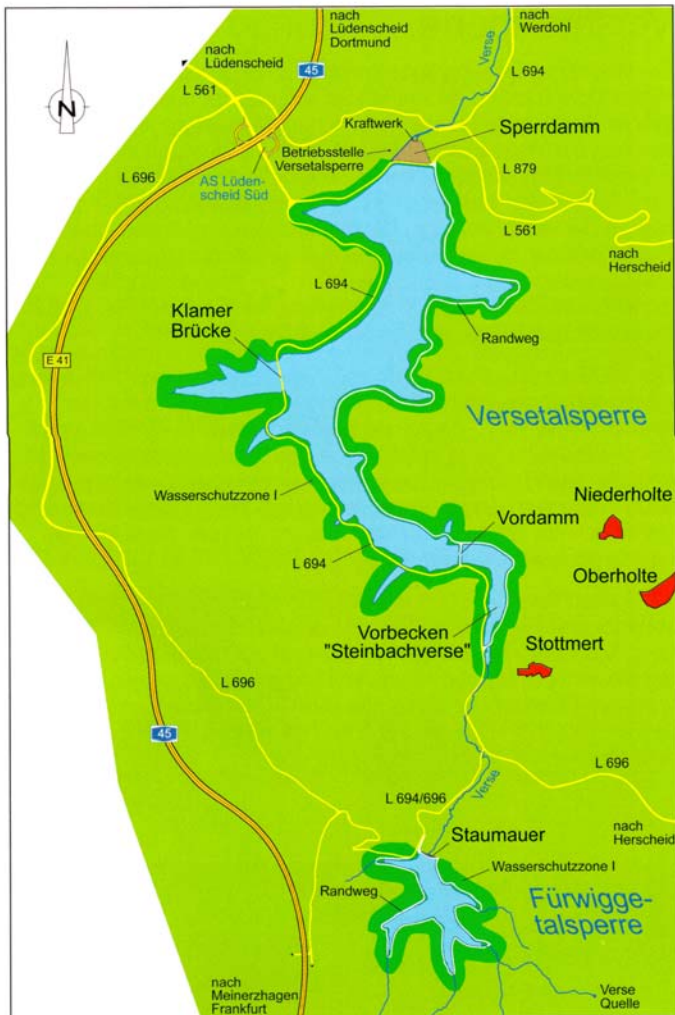 nach
Lüdenscheid
Dortmund
nach
Werdohl
nach
Lüdenscheid
45
Verse
L 694
L 561
Kraftwerk
Sperrdamm
N
Betriebsstelle
Versetalsperre
L 696
AS Lüden-
scheid Süd
L 879
L 561
nach
Herscheid
L 694
Klamer
Brücke
Randweg
E 41
Versetalsperre
Wasserschutzzone I
Niederholte
Vordamm
L 694
Oberholte
Vorbecken
"Steinbachverse"
Stottmert
L 696
45
L 696
Verse
L 694/696
Staumauer
nach
Herscheid
Wasserschutzzone I
Randweg
Fürwigge-
talsperre
nach
Meinerzhagen
Frankfurt
Verse
Quelle